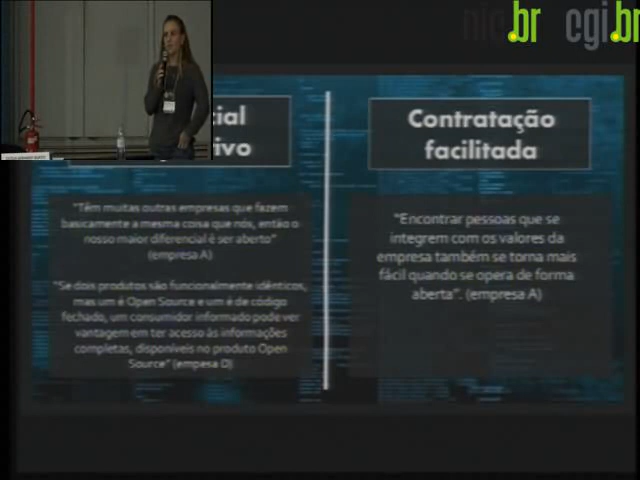 nic.br cgi.br
cial
ivo
"Têm muitas outras empresas que fazem
basicamente a mesma coisa que nós, então o
nosso maior diferencial é ser aberto"
(empresa A)
"Se dois produtos são funcionalmente idênticos,
mas um é Open Source e um é de código
fechado, um consumidor informado pode ver
vantagem em ter acesso às informações
completas, disponíveis no produto Open
Source" (empesa D)
Contratação
facilitada
"Encontrar pessoas que se
integrem com os valores da
empresa também se torna mais
fácil quando se opera de forma
aberta". (empresa A)